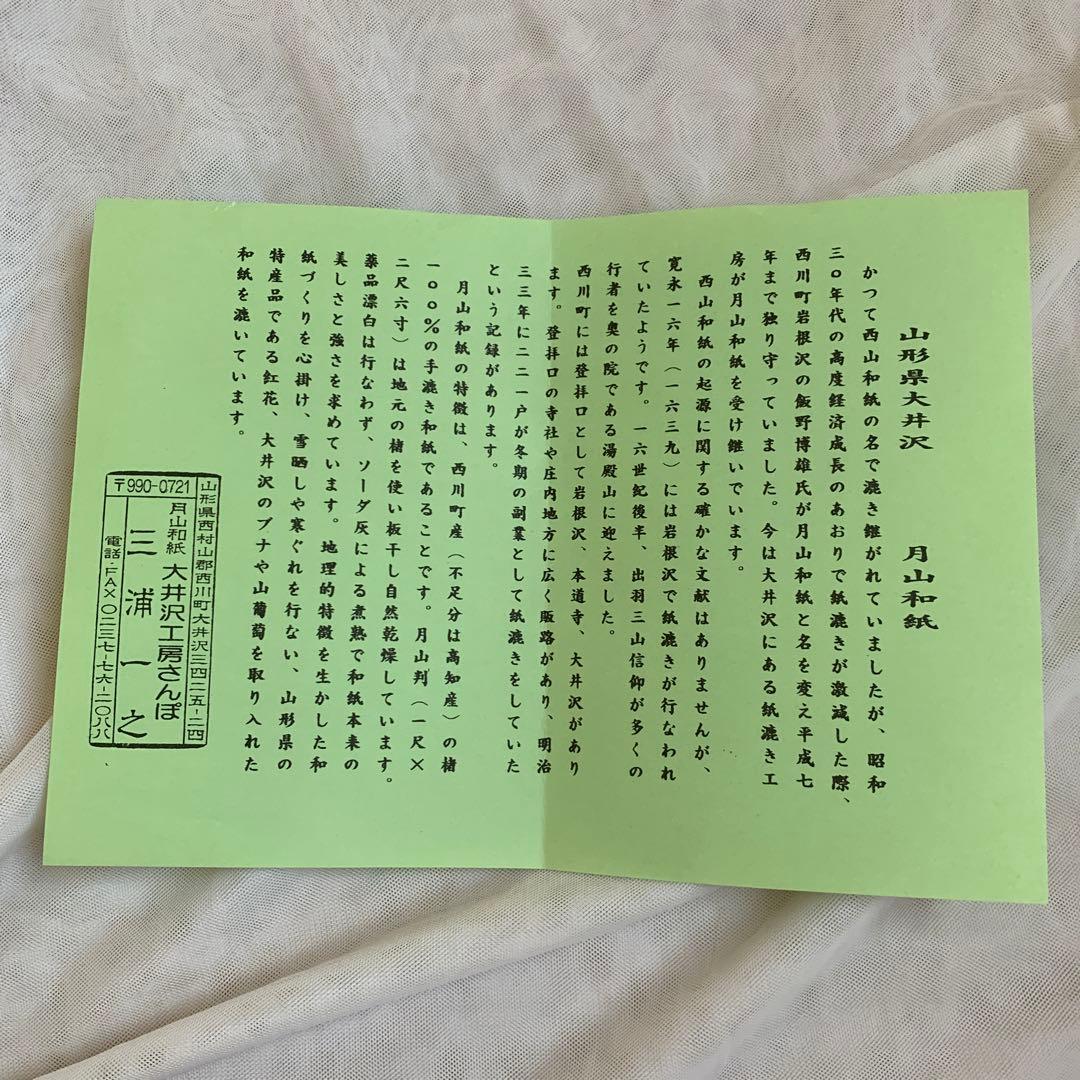 山形県大井沢　月山和紙
かつて西山和紙の名で漉き継がれていましたが、昭和
三〇年代の高度経済成長のあおりで紙漉きが激減した際、
西川町岩根沢の飯野博雄氏が月山和紙と名を変え平成七
年まで独り守っていました。今は大井沢にある紙漉き工
房が月山和紙を受け継いでいます。
西山和紙の起源に関する確かな文献はありませんが、
寛永一六年（一六三九）には岩根沢で紙漉きが行なわれ
ていたようです。一六世紀後半、出羽三山信仰が多くの
行者を奥の院である湯殿山に迎えました。
西川町には登拝口として岩根沢、本道寺、大井沢があり
ます。登拝口の寺社や庄内地方に広く販路があり、明治
三三年に二二一戸が冬期の副業として紙漉きをしていた
という記録があります。
月山和紙の特徴は、西川町産（不足分は高知産）の楮
一〇〇％の手漉き和紙であることです。月山判（一尺×
二尺六寸）は地元の楮を使い板干し自然乾燥しています。
薬品漂白は行なわず、ソーダ灰による煮熟で和紙本来の
美しさと強さを求めています。地理的特徴を生かした和
紙づくりを心掛け、雪晒しや寒ぐれを行ない、山形県の
特産品である紅花、大井沢のブナや山葡萄を取り入れた
和紙を漉いています。
〒990-0721
山形県西村山郡西川町大井沢三四二五-二四
月山和紙 大井沢工房さんぽ
三浦一之
電話・FAX〇二三七-七六-二〇八八